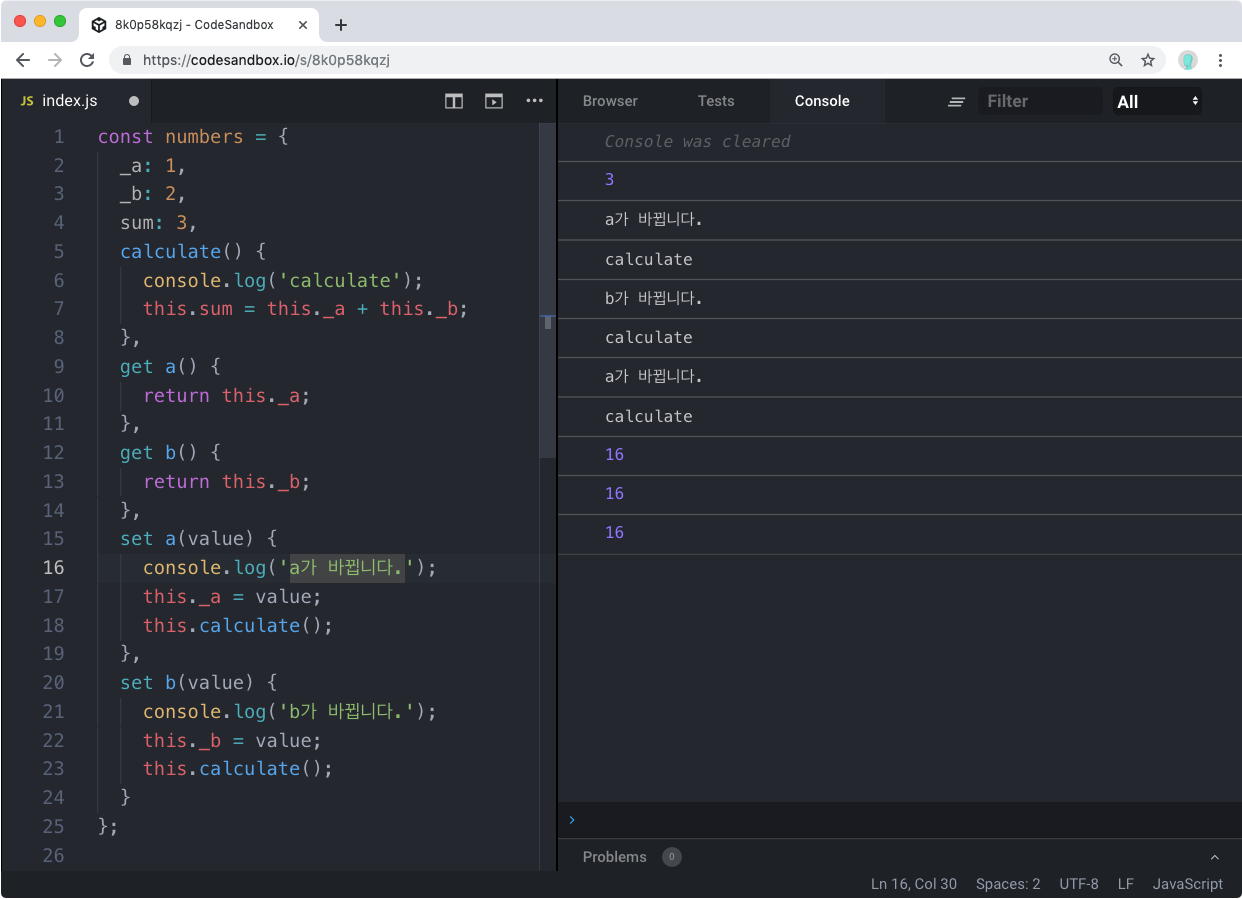 8k0p58kqzj - CodeSandbox
https://codesandbox.io/s/8k0p58kqzj
JS index.js
1 const numbers = {
2 _a: 1,
3 _b: 2,
4 sum: 3,
5 calculate() {
6 console.log('calculate');
7 this.sum = this._a + this._b;
8 },
9 get a() {
10 return this._a;
11 },
12 get b() {
13 return this._b;
14 },
15 set a(value) {
16 console.log('a가 바뀝니다.');
17 this._a = value;
18 this.calculate();
19 },
20 set b(value) {
21 console.log('b가 바뀝니다.');
22 this._b = value;
23 this.calculate();
24 }
25 };
26
Browser Tests Console Filter All
Console was cleared
3
a가 바뀝니다.
calculate
b가 바뀝니다.
calculate
a가 바뀝니다.
calculate
16
16
16
Problems 0
Ln 16, Col 30 Spaces: 2 UTF-8 LF JavaScript